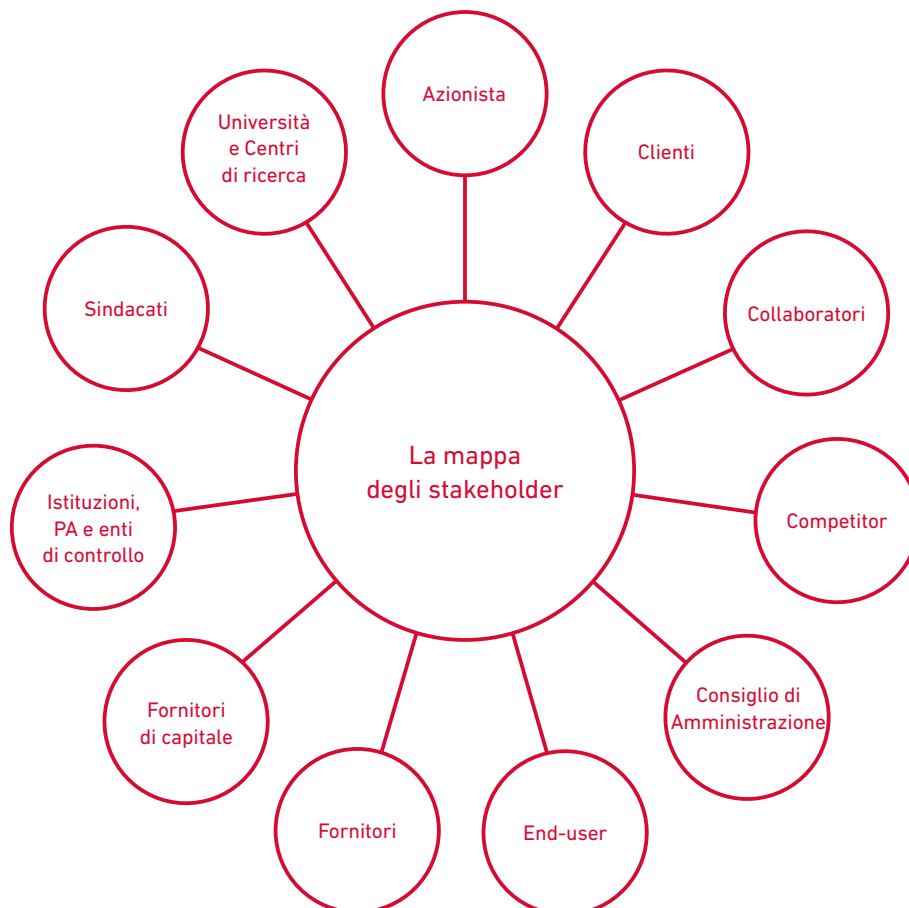 Azionista
Università
e Centri
di ricerca
Clienti
Sindacati
Collaboratori
La mappa
degli stakeholder
Istituzioni,
PA e enti
di controllo
Competitor
Fornitori
di capitale
Consiglio di
Amministrazione
Fornitori
End-user